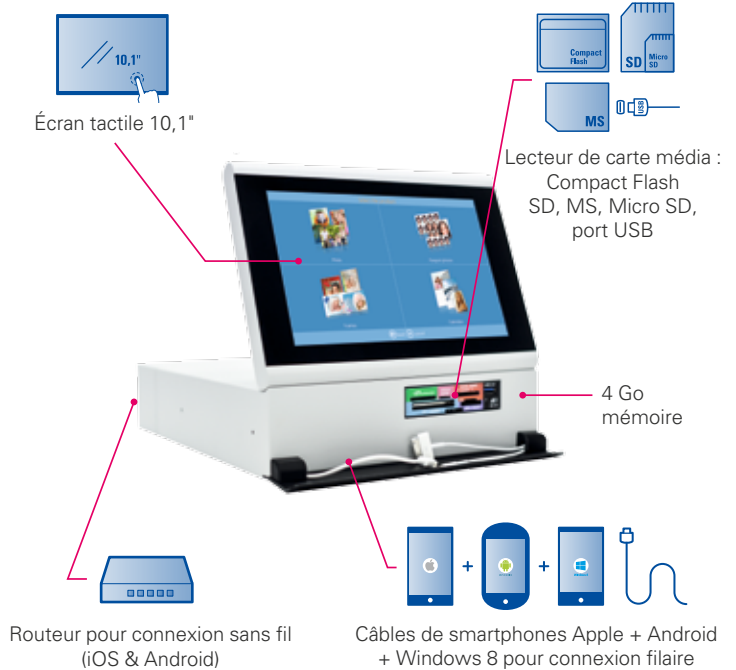 10,1"
Écran tactile 10,1"
Compact
Flash
SD
Micro
SD
MS
USB
Lecteur de carte média :
Compact Flash
SD, MS, Micro SD,
port USB
4 Go
mémoire
Routeur pour connexion sans fil
(iOS & Android)
Câbles de smartphones Apple + Android
+ Windows 8 pour connexion filaire